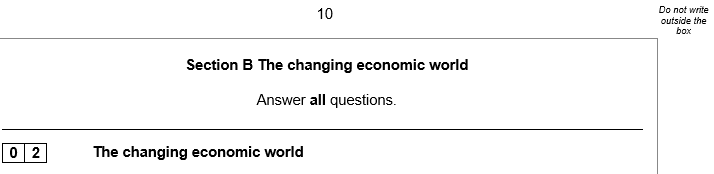 10
Do not write
outside the
box
Section B The changing economic world
Answer all questions.
0 2 The changing economic world